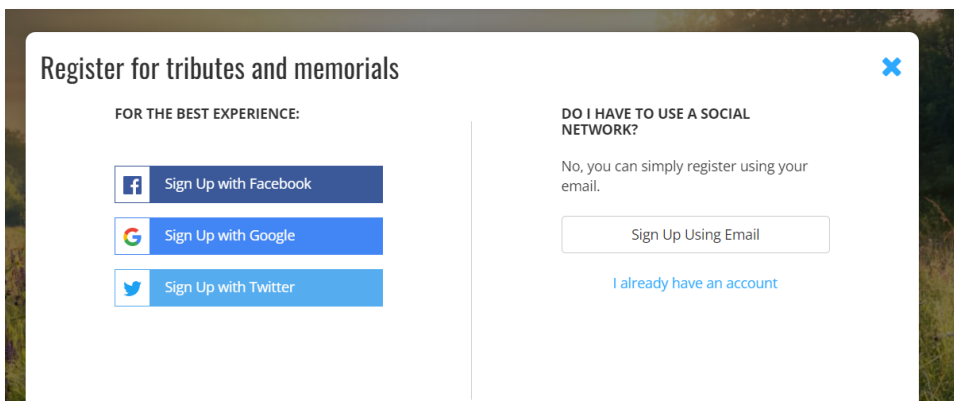 Register for tributes and memorials
FOR THE BEST EXPERIENCE:
Sign Up with Facebook
Sign Up with Google
Sign Up with Twitter
DO I HAVE TO USE A SOCIAL
NETWORK?
No, you can simply register using your
email.
Sign Up Using Email
I already have an account